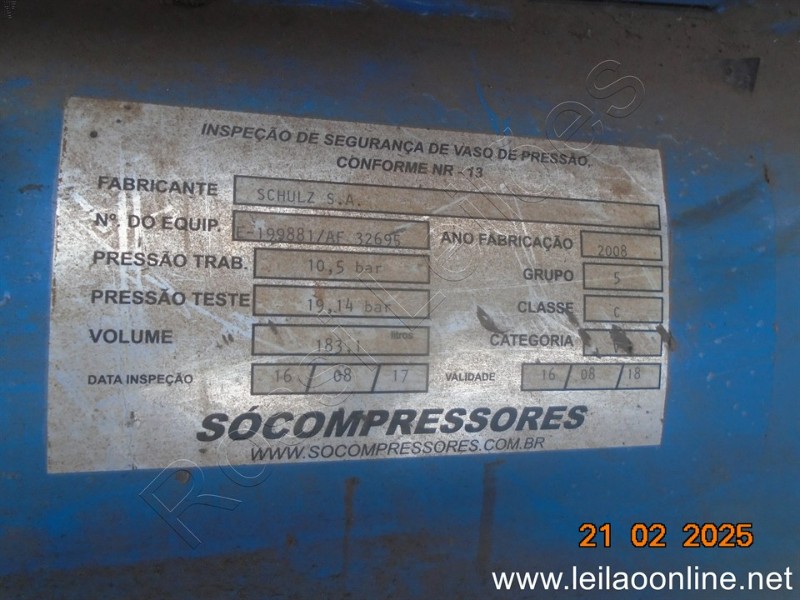 INSPEÇÃO DE SEGURANÇA DE VASO DE PRESSÃO,
CONFORME NR - 13
FABRICANTE SCHULZ S.A.
Nº. DO EQUIP. E-199881/AF 32695 ANO FABRICAÇÃO 2008
PRESSÃO TRAB. 10,5 bar GRUPO 5
PRESSÃO TESTE 19,14 bar CLASSE C
VOLUME 183,1 litros CATEGORIA
DATA INSPEÇÃO 16 / 08 / 17 VALIDADE 16 / 08 / 18
SÓCOMPRESSORES
WWW.SOCOMPRESSORES.COM.BR
21 02 2025
www.leilaoonline.net